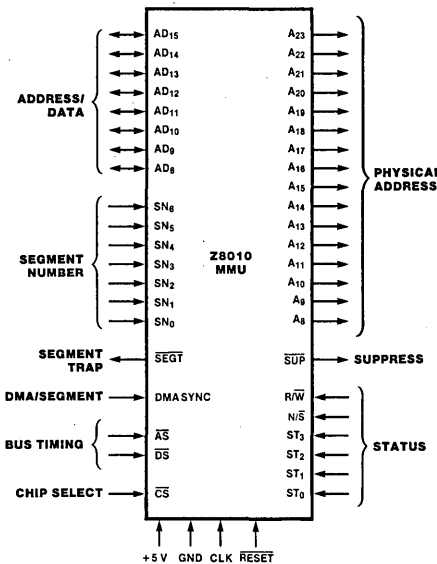 ADDRESS/
DATA
AD15
AD14
AD13
AD12
AD11
AD10
AD9
AD8
SEGMENT
NUMBER
SN6
SN5
SN4
SN3
SN2
SN1
SN0
SEGMENT
TRAP
SEGT
DMA/SEGMENT
DMASYNC
BUS TIMING
AS
DS
CHIP SELECT
CS
Z8010
MMU
A23
A22
A21
A20
A19
A18
A17
A16
A15
A14
A13
A12
A11
A10
A9
A8
PHYSICAL
ADDRESS
SUP
SUPPRESS
R/W
N/S
ST3
ST2
ST1
ST0
STATUS
+5 V GND CLK RESET